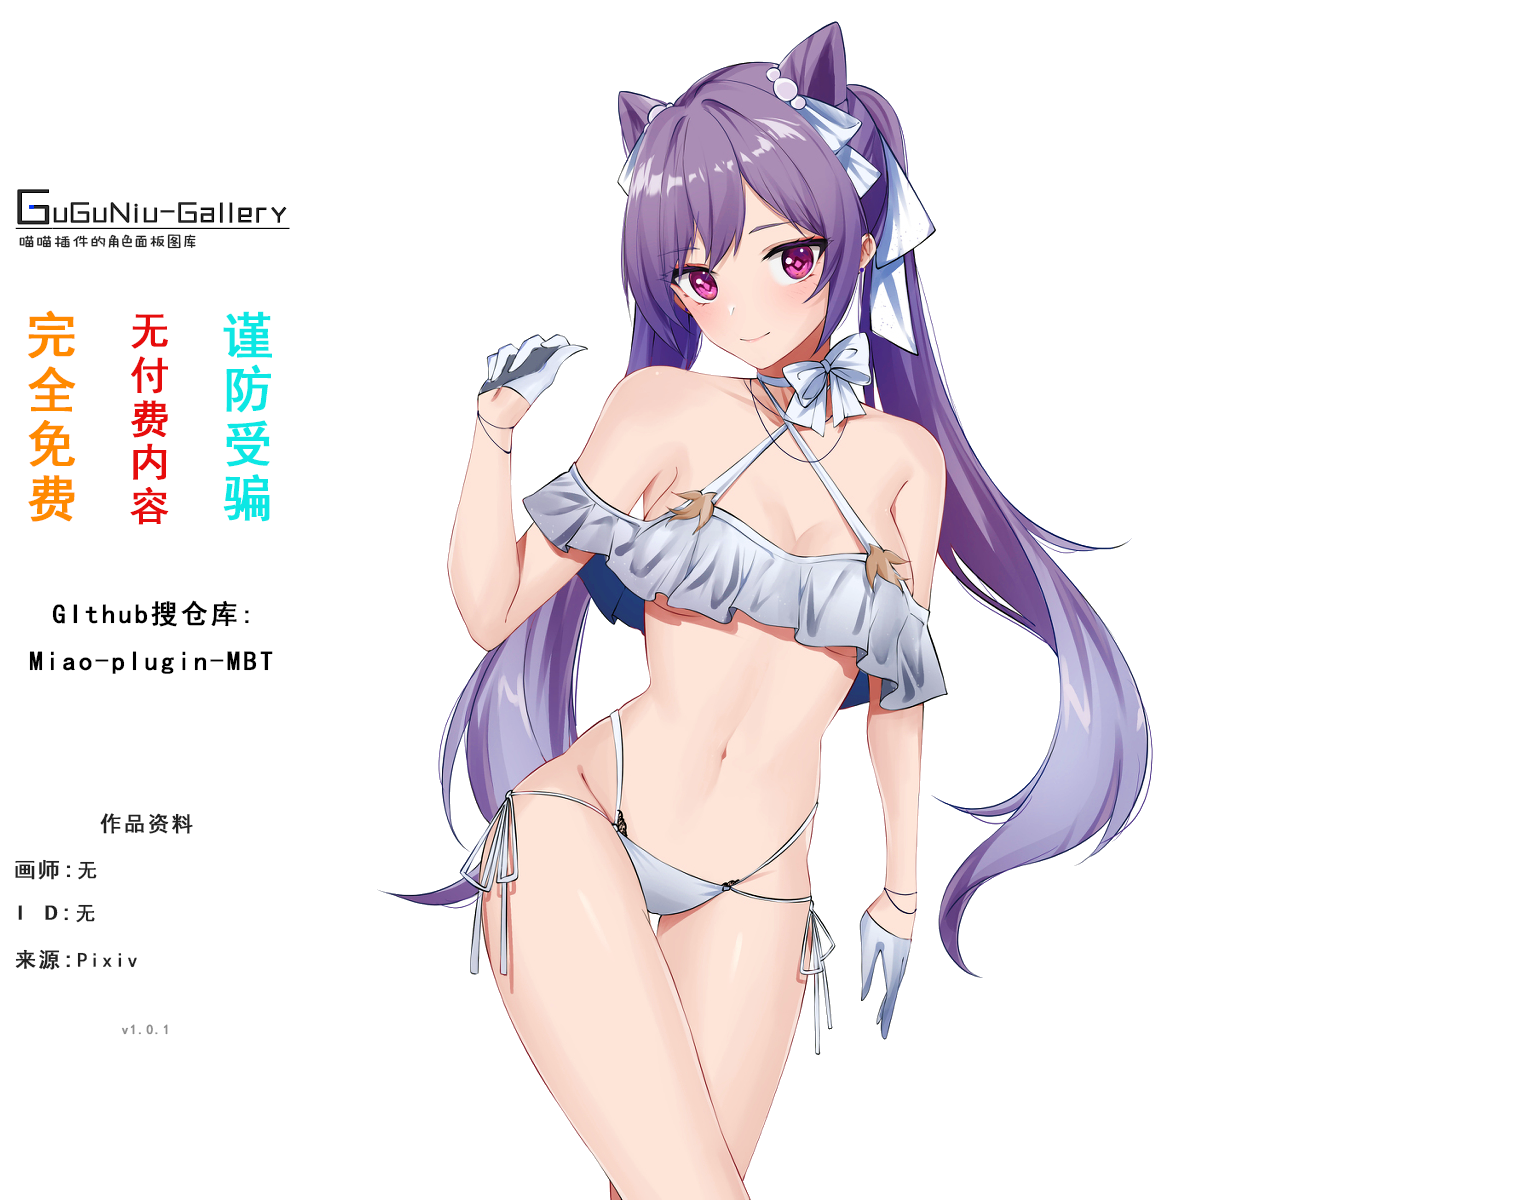 GuGuNiu-Gallery
喵喵插件的角色面板图库
完全免费
无付费内容
谨防受骗
GIthub搜仓库:
Miao-plugin-MBT
作品资料
画师:无
I D:无
来源:Pixiv
v1.0.1